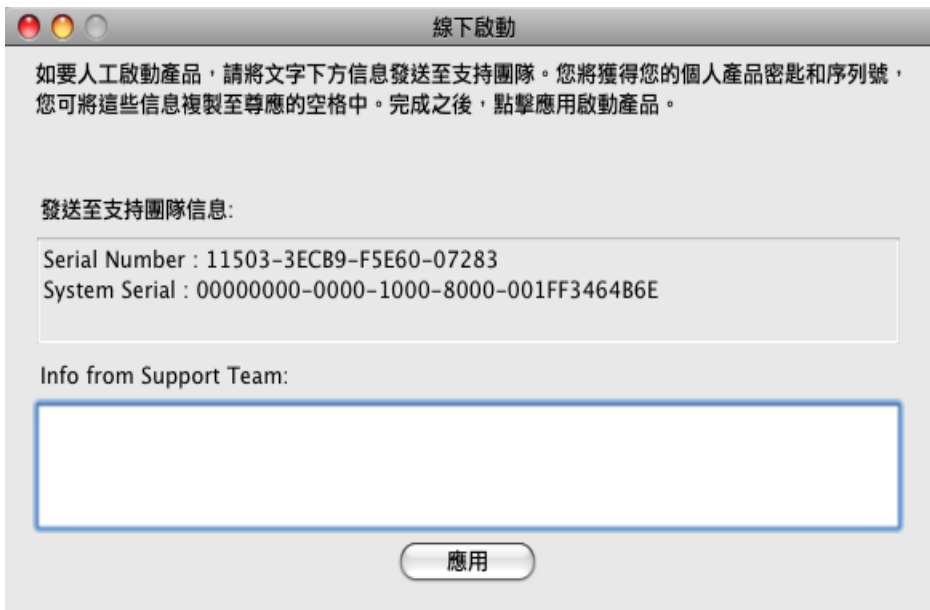 線下啟動
如要人工啟動產品，請將文字下方信息發送至支持團隊。您將獲得您的個人產品密匙和序列號，
您可將這些信息複製至尊應的空格中。完成之後，點擊應用啟動產品。
發送至支持團隊信息:
Serial Number : 11503-3ECB9-F5E60-07283
System Serial : 00000000-0000-1000-8000-001FF3464B6E
Info from Support Team:
應用